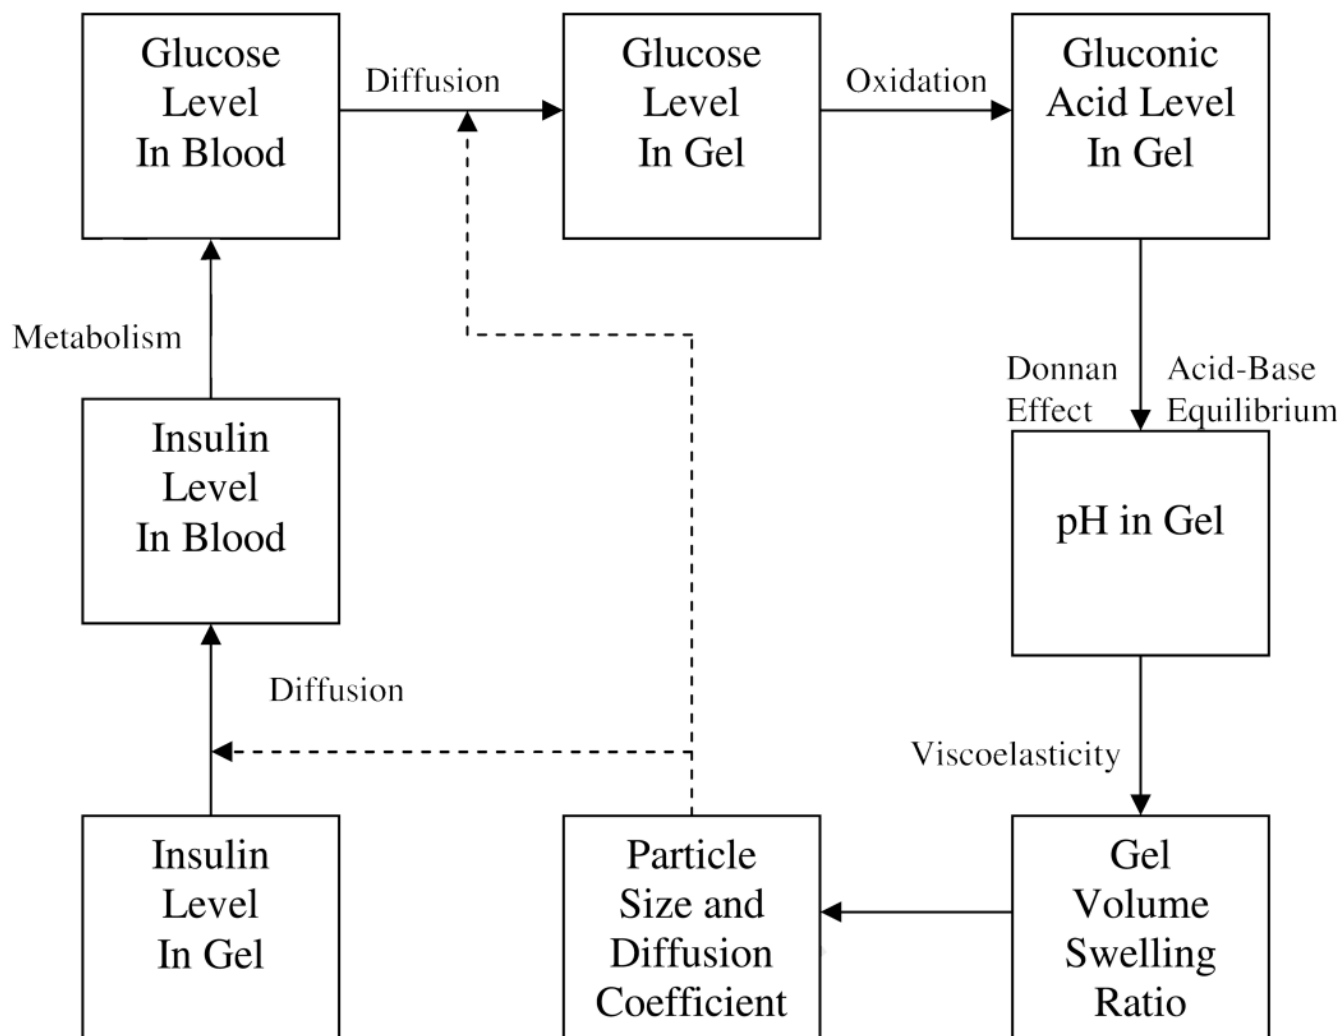 Glucose
Level
In Blood
Diffusion
Glucose
Level
In Gel
Oxidation
Gluconic
Acid Level
In Gel
Metabolism
Donnan
Effect
Acid-Base
Equilibrium
Insulin
Level
In Blood
pH in Gel
Diffusion
Viscoelasticity
Insulin
Level
In Gel
Particle
Size and
Diffusion
Coefficient
Gel
Volume
Swelling
Ratio